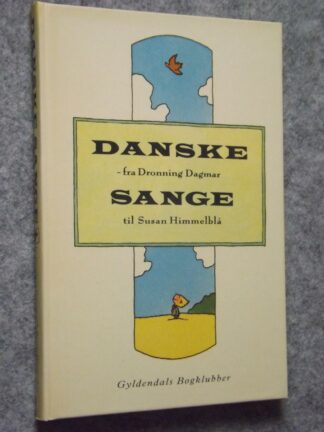 DANSKE
- fra Dronning Dagmar
SANGE
til Susan Himmelblå
Gyldendals Bogklubber